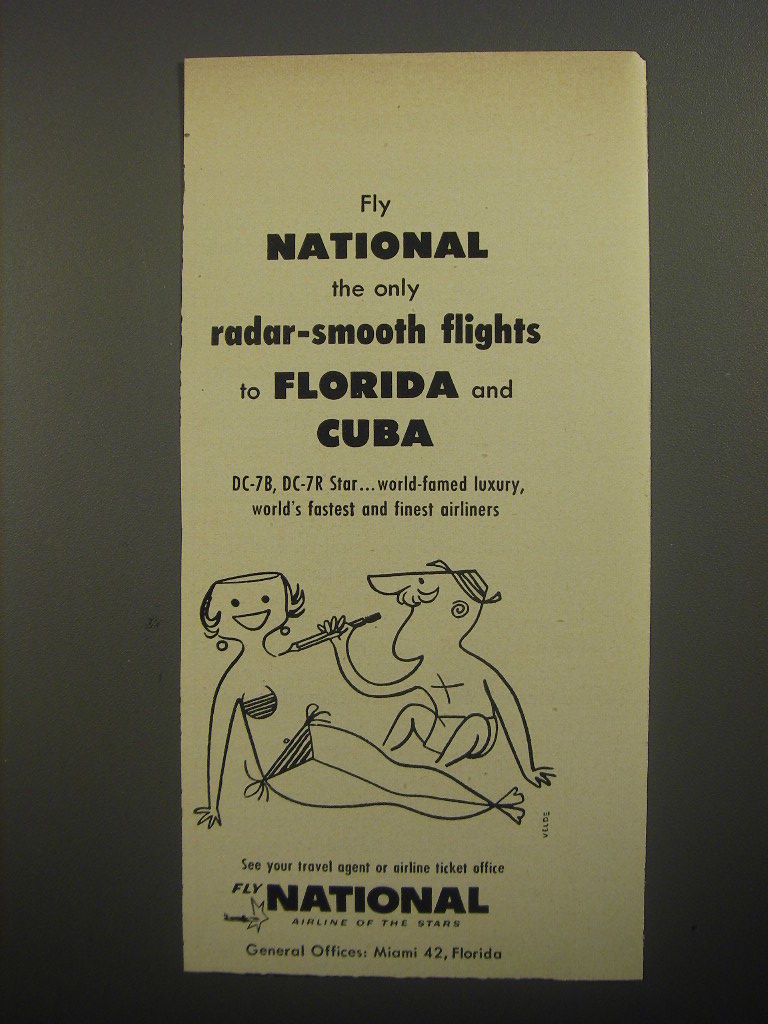 Fly
NATIONAL
the only
radar-smooth flights
to FLORIDA and
CUBA
DC-7B, DC-7R Star...world-famed luxury,
world's fastest and finest airliners
VELDE
See your travel agent or airline ticket office
FLY
NATIONAL
AIRLINE OF THE STARS
General Offices: Miami 42, Florida